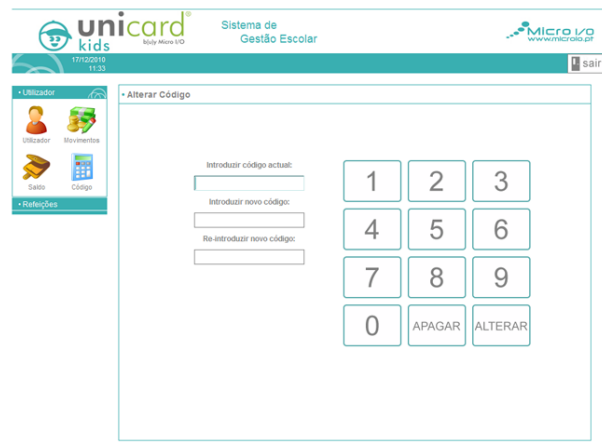 unicard®
kids
b|u|y Micro I/O
Sistema de
Gestão Escolar
Micro I/O
www.microio.pt
17/12/2010
11:33
sair
• Utilizador
Utilizador
Movimentos
Saldo
Código
• Refeições
• Alterar Código
Introduzir código actual:
Introduzir novo código:
Re-introduzir novo código:
1 2 3
4 5 6
7 8 9
0 APAGAR ALTERAR